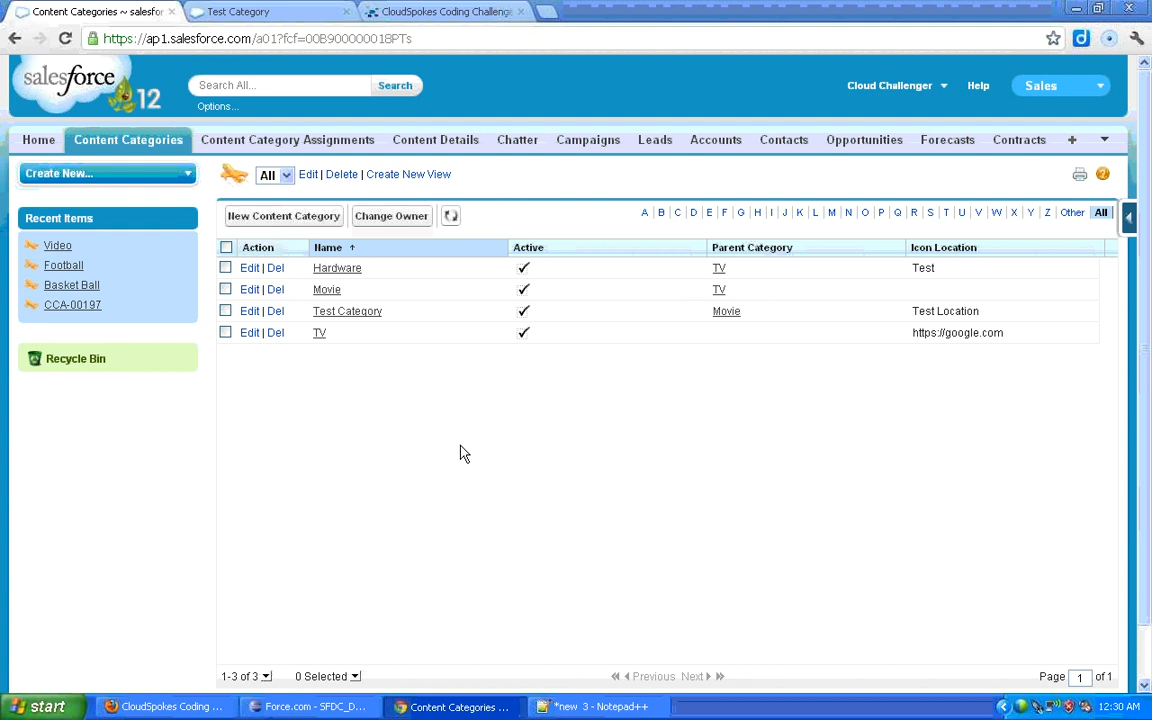 Content Categories ~ salesfor
Test Category
CloudSpokes Coding Challenge
https://ap1.salesforce.com/a01?fcf=00B900000018PTs
salesforce 12
Search All...
Search
Options...
Cloud Challenger
Help
Sales
Home
Content Categories
Content Category Assignments
Content Details
Chatter
Campaigns
Leads
Accounts
Contacts
Opportunities
Forecasts
Contracts
+
Create New...
All
Edit | Delete | Create New View
Recent Items
Video
Football
Basket Ball
CCA-00197
Recycle Bin
New Content Category
Change Owner
A | B | C | D | E | F | G | H | I | J | K | L | M | N | O | P | Q | R | S | T | U | V | W | X | Y | Z | Other | All
Action Name Active Parent Category Icon Location
Edit | Del Hardware TV Test
Edit | Del Movie TV
Edit | Del Test Category Movie Test Location
Edit | Del TV https://google.com
1-3 of 3
0 Selected
Previous Next
Page 1 of 1
start
CloudSpokes Coding ...
Force.com - SFDC_D...
Content Categories ...
*new 3 - Notepad++
12:30 AM